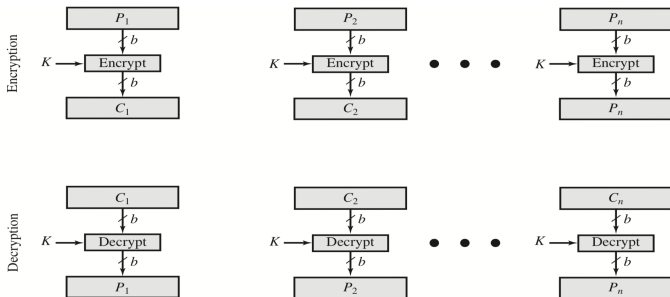 Encryption
P1 P2 Pn
b b b
K Encrypt K Encrypt K Encrypt
b b b
C1 C2 Pn
Decryption
C1 C2 Cn
b b b
K Decrypt K Decrypt K Decrypt
b b b
P1 P2 Pn